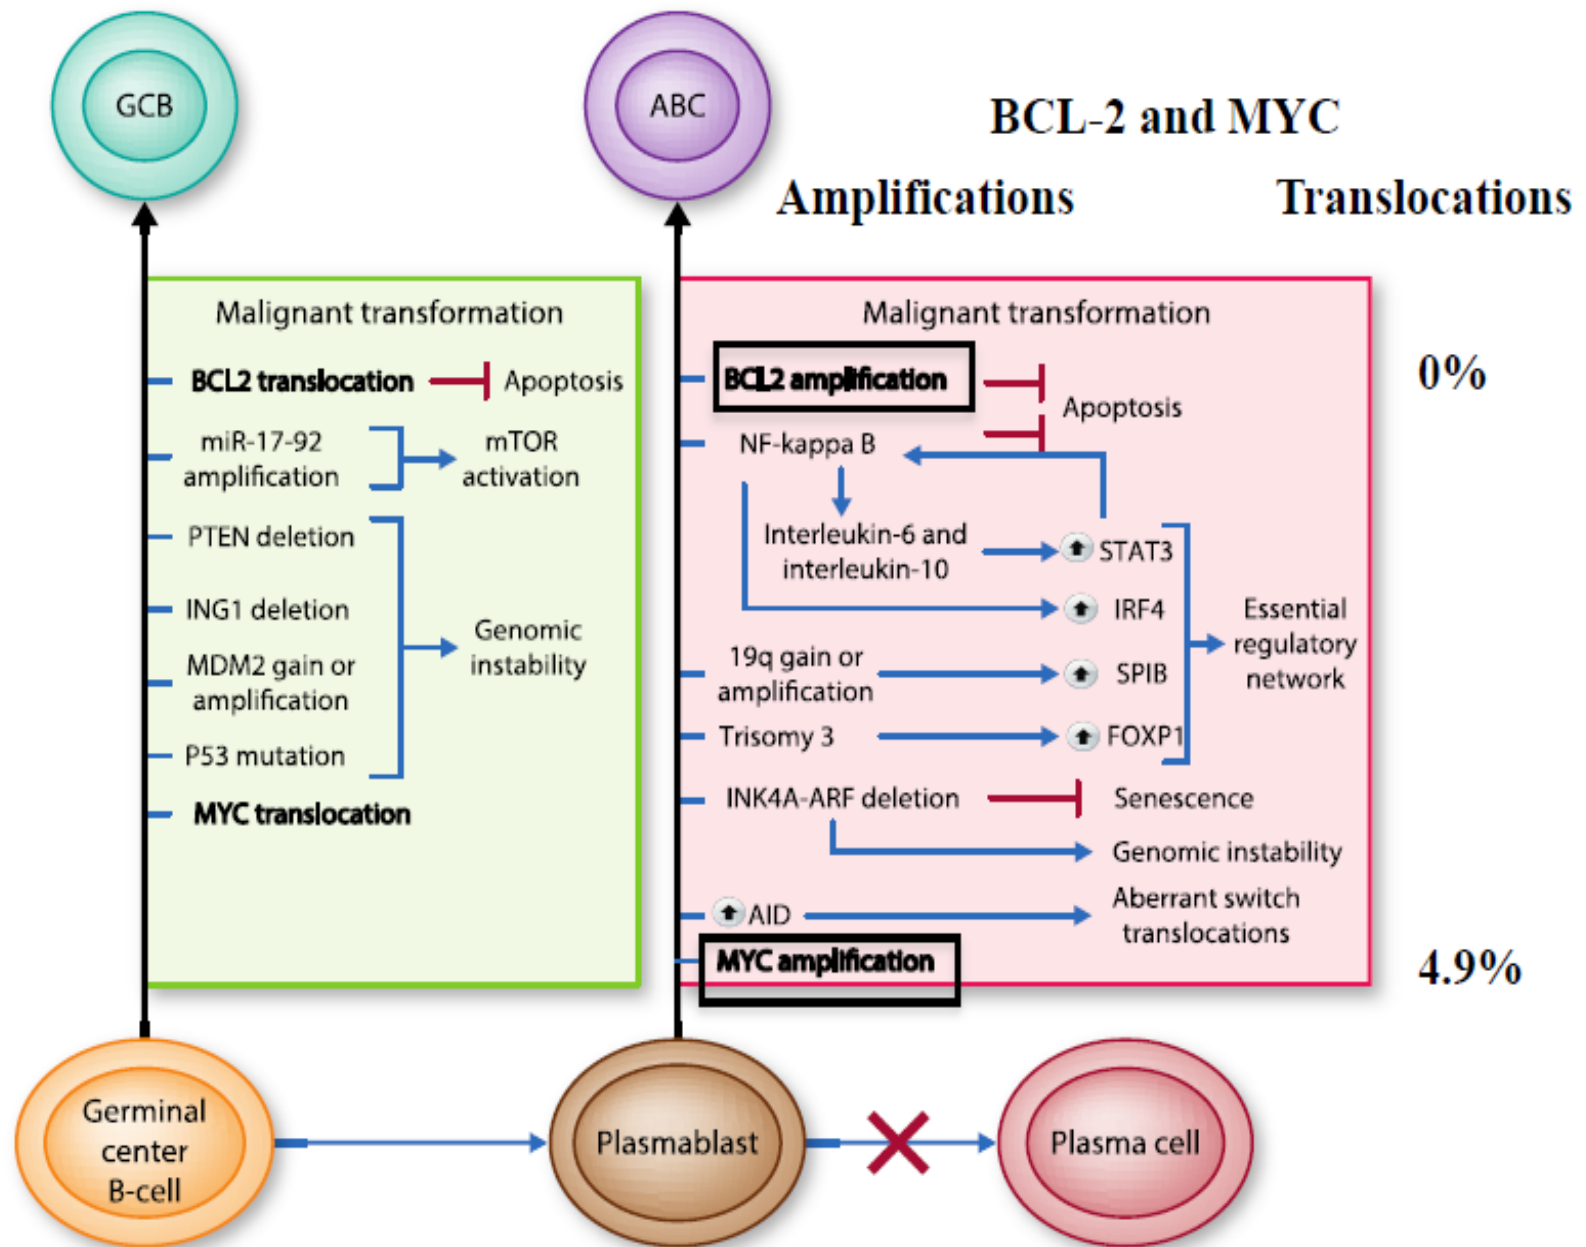 GCB
ABC
BCL-2 and MYC
Amplifications
Translocations
Malignant transformation
BCL2 translocation
Apoptosis
miR-17-92
amplification
mTOR
activation
PTEN deletion
ING1 deletion
MDM2 gain or
amplification
P53 mutation
Genomic
instability
MYC translocation
Malignant transformation
BCL2 amplification
Apoptosis
NF-kappa B
Interleukin-6 and
interleukin-10
STAT3
IRF4
19q gain or
amplification
SPIB
Trisomy 3
FOXP1
Essential
regulatory
network
INK4A-ARF deletion
Senescence
Genomic instability
AID
Aberrant switch
translocations
MYC amplification
0%
4.9%
Germinal
center
B-cell
Plasmablast
Plasma cell